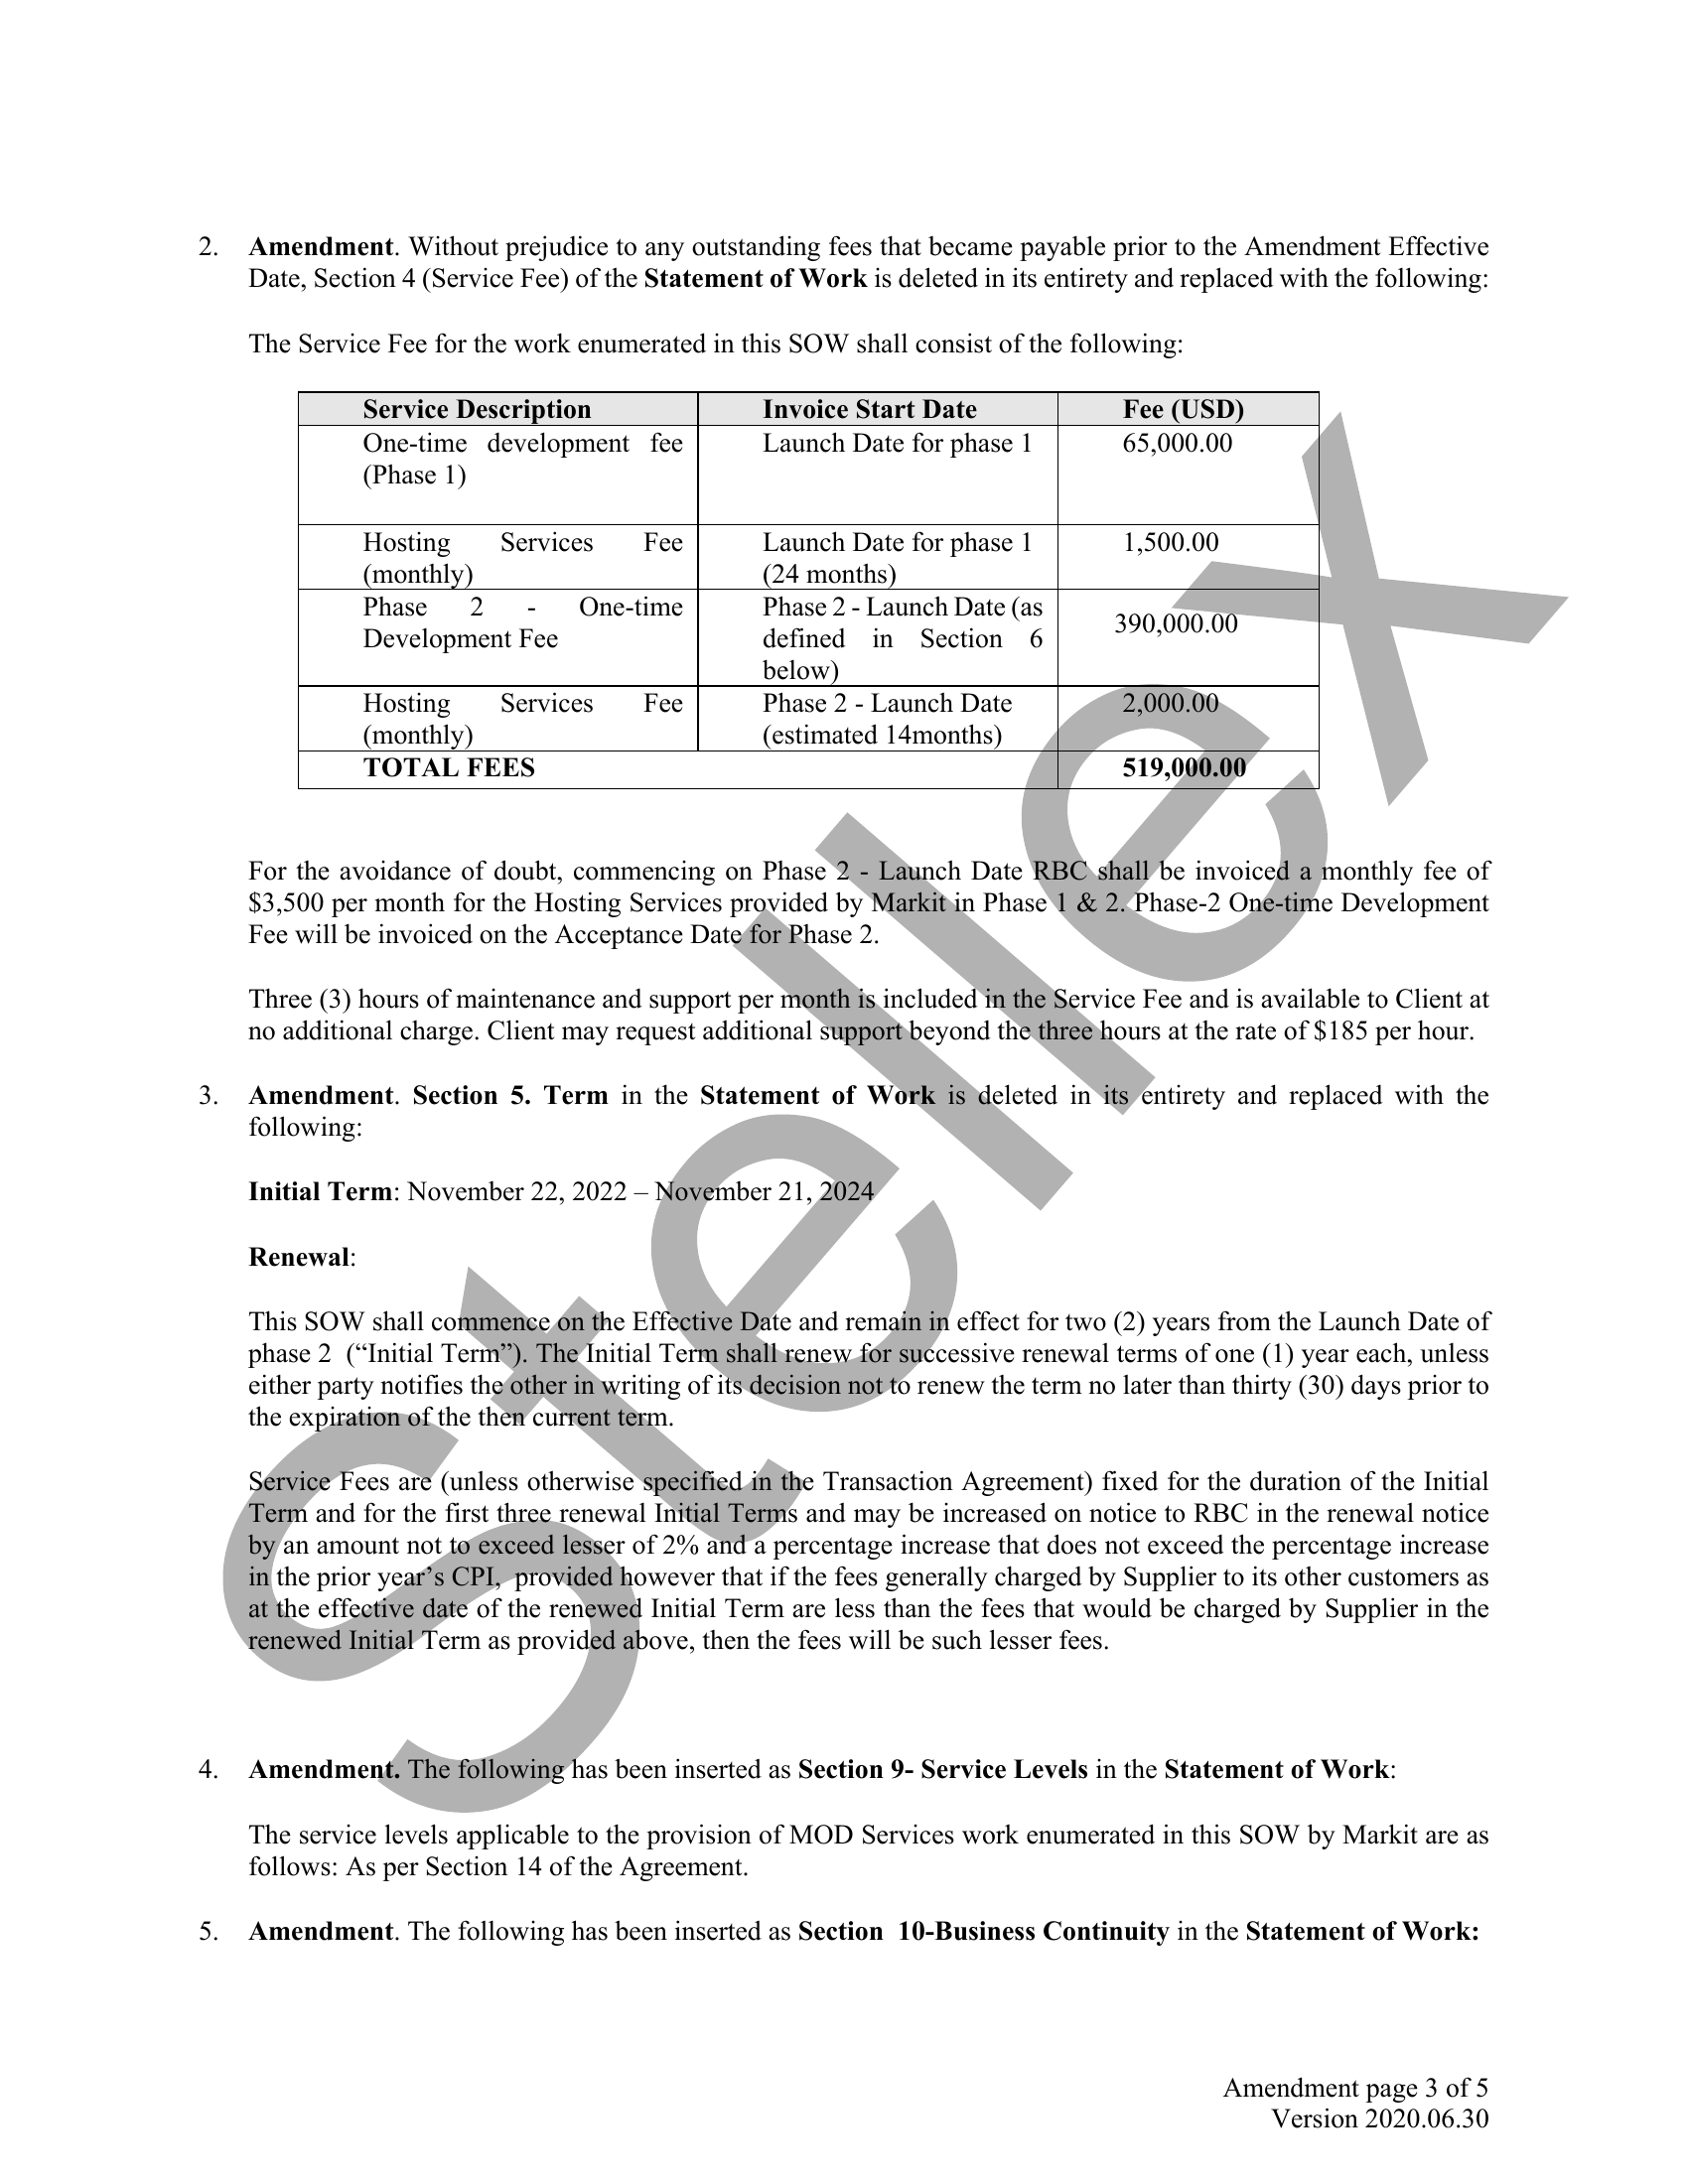 2. Amendment. Without prejudice to any outstanding fees that became payable prior to the Amendment Effective
Date, Section 4 (Service Fee) of the Statement of Work is deleted in its entirety and replaced with the following:
The Service Fee for the work enumerated in this SOW shall consist of the following:
Service Description Invoice Start Date Fee (USD)
One-time development fee Launch Date for phase 1 65,000.00
(Phase 1)
Hosting Services Fee Launch Date for phase 1 1,500.00
(monthly) (24 months)
Phase 2 - One-time Phase 2 - Launch Date (as
Development Fee defined in Section 6 390,000.00
below)
Hosting Services Fee Phase 2 - Launch Date 2,000.00
(monthly) (estimated 14months)
TOTAL FEES 519,000.00
For the avoidance of doubt, commencing on Phase 2 - Launch Date RBC shall be invoiced a monthly fee of
$3,500 per month for the Hosting Services provided by Markit in Phase 1 & 2. Phase-2 One-time Development
Fee will be invoiced on the Acceptance Date for Phase 2.
Three (3) hours of maintenance and support per month is included in the Service Fee and is available to Client at
no additional charge. Client may request additional support beyond the three hours at the rate of $185 per hour.
3. Amendment. Section 5. Term in the Statement of Work is deleted in its entirety and replaced with the
following:
Initial Term: November 22, 2022 – November 21, 2024
Renewal:
This SOW shall commence on the Effective Date and remain in effect for two (2) years from the Launch Date of
phase 2 (“Initial Term”). The Initial Term shall renew for successive renewal terms of one (1) year each, unless
either party notifies the other in writing of its decision not to renew the term no later than thirty (30) days prior to
the expiration of the then current term.
Service Fees are (unless otherwise specified in the Transaction Agreement) fixed for the duration of the Initial
Term and for the first three renewal Initial Terms and may be increased on notice to RBC in the renewal notice
by an amount not to exceed lesser of 2% and a percentage increase that does not exceed the percentage increase
in the prior year’s CPI, provided however that if the fees generally charged by Supplier to its other customers as
at the effective date of the renewed Initial Term are less than the fees that would be charged by Supplier in the
renewed Initial Term as provided above, then the fees will be such lesser fees.
4. Amendment. The following has been inserted as Section 9- Service Levels in the Statement of Work:
The service levels applicable to the provision of MOD Services work enumerated in this SOW by Markit are as
follows: As per Section 14 of the Agreement.
5. Amendment. The following has been inserted as Section 10-Business Continuity in the Statement of Work:
Amendment page 3 of 5
Version 2020.06.30
Stellex